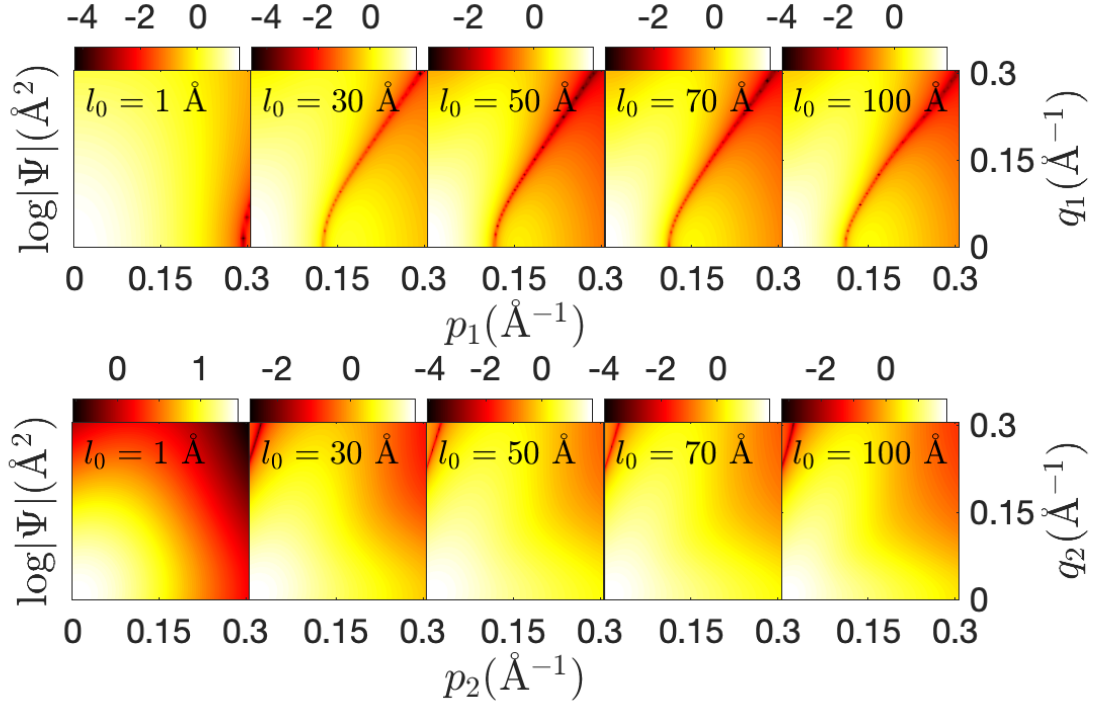 -4 -2 0 -2 0 -2 0 -2 0 -4 -2 0
log|Ψ|(Å²) l₀ = 1 Å l₀ = 30 Å l₀ = 50 Å l₀ = 70 Å l₀ = 100 Å 0.3
0.15 q₁(Å⁻¹)
0
0 0.15 0.3 0.15 0.3 0.15 0.3 0.15 0.3 0.15 0.3
p₁(Å⁻¹)
0 1 -2 0 -4 -2 0 -4 -2 0 -2 0
log|Ψ|(Å²) l₀ = 1 Å l₀ = 30 Å l₀ = 50 Å l₀ = 70 Å l₀ = 100 Å 0.3
0.15 q₂(Å⁻¹)
0
0 0.15 0.3 0.15 0.3 0.15 0.3 0.15 0.3 0.15 0.3
p₂(Å⁻¹)